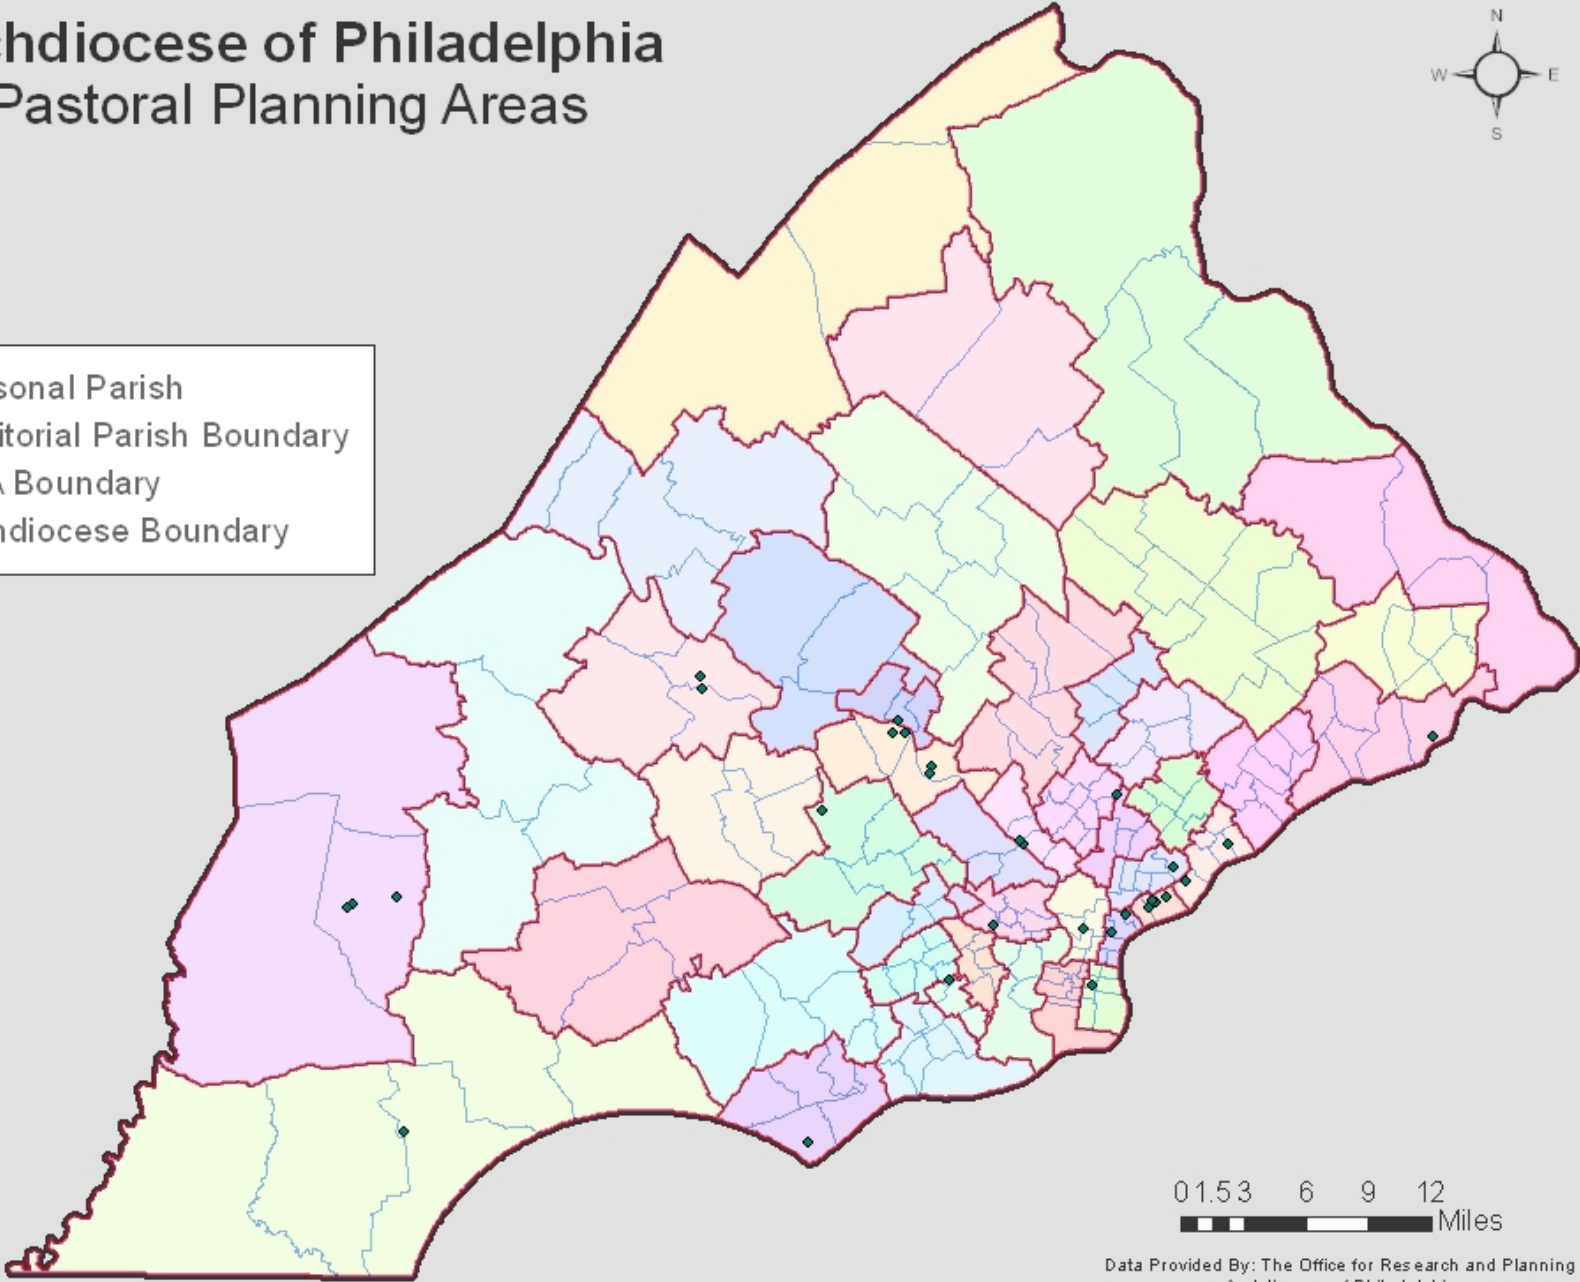 chdiocese of Philadelphia
Pastoral Planning Areas
N
W E
S
sonal Parish
itorial Parish Boundary
A Boundary
ndiocese Boundary
0 1.5 3 6 9 12
Miles
Data Provided By: The Office for Research and Planning